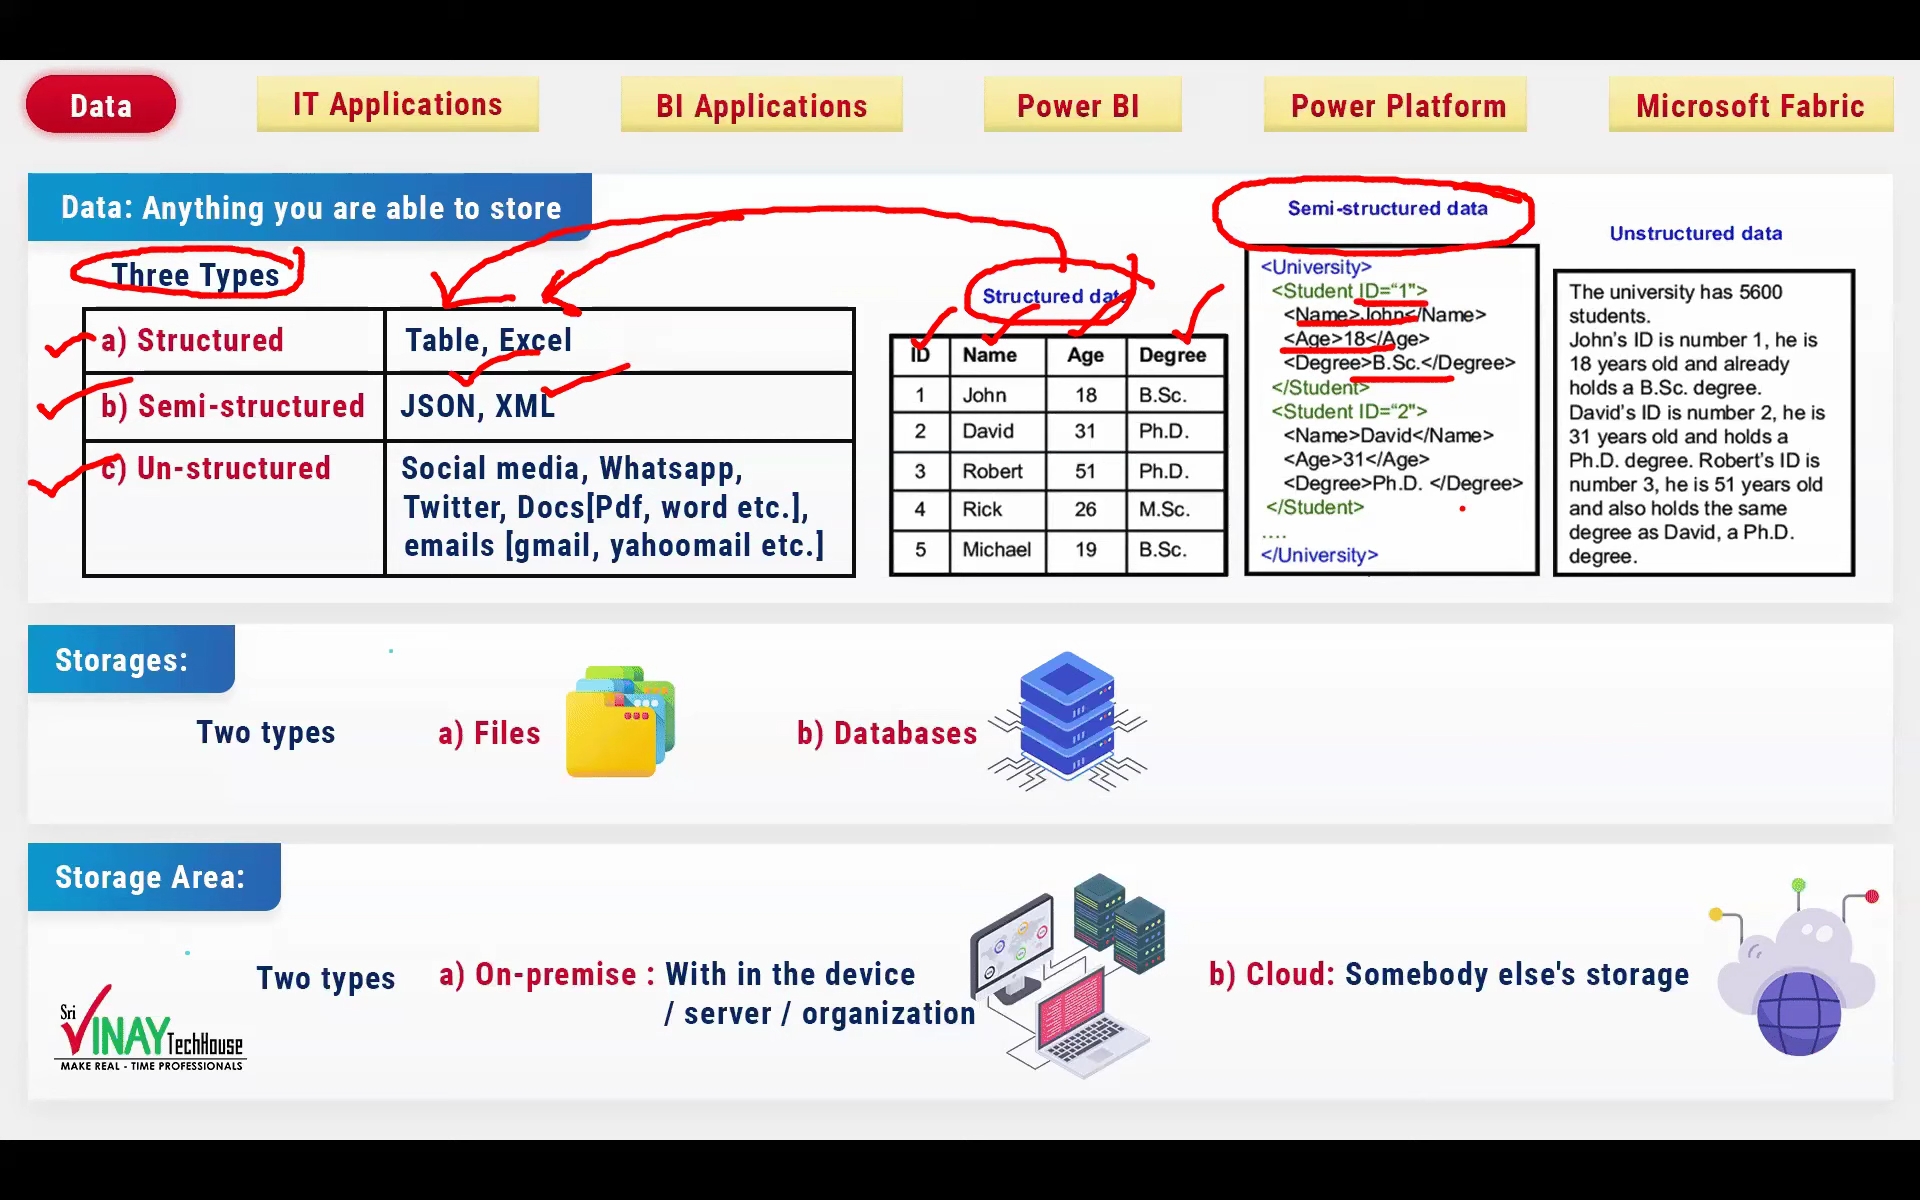 Data
IT Applications
BI Applications
Power BI
Power Platform
Microsoft Fabric
Data: Anything you are able to store
Three Types
a) Structured
Table, Excel
b) Semi-structured
JSON, XML
c) Un-structured
Social media, Whatsapp,
Twitter, Docs[Pdf, word etc.],
emails [gmail, yahoomail etc.]
Structured data
ID Name Age Degree
1 John 18 B.Sc.
2 David 31 Ph.D.
3 Robert 51 Ph.D.
4 Rick 26 M.Sc.
5 Michael 19 B.Sc.
Semi-structured data
<University>
<Student ID="1">
<Name>John</Name>
<Age>18</Age>
<Degree>B.Sc.</Degree>
</Student>
<Student ID="2">
<Name>David</Name>
<Age>31</Age>
<Degree>Ph.D. </Degree>
</Student>
....
</University>
Unstructured data
The university has 5600
students.
John's ID is number 1, he is
18 years old and already
holds a B.Sc. degree.
David's ID is number 2, he is
31 years old and holds a
Ph.D. degree. Robert's ID is
number 3, he is 51 years old
and also holds the same
degree as David, a Ph.D.
degree.
Storages:
Two types
a) Files
b) Databases
Storage Area:
Two types
a) On-premise : With in the device
/ server / organization
b) Cloud: Somebody else's storage
Sri
VINAY TechHouse
MAKE REAL - TIME PROFESSIONALS